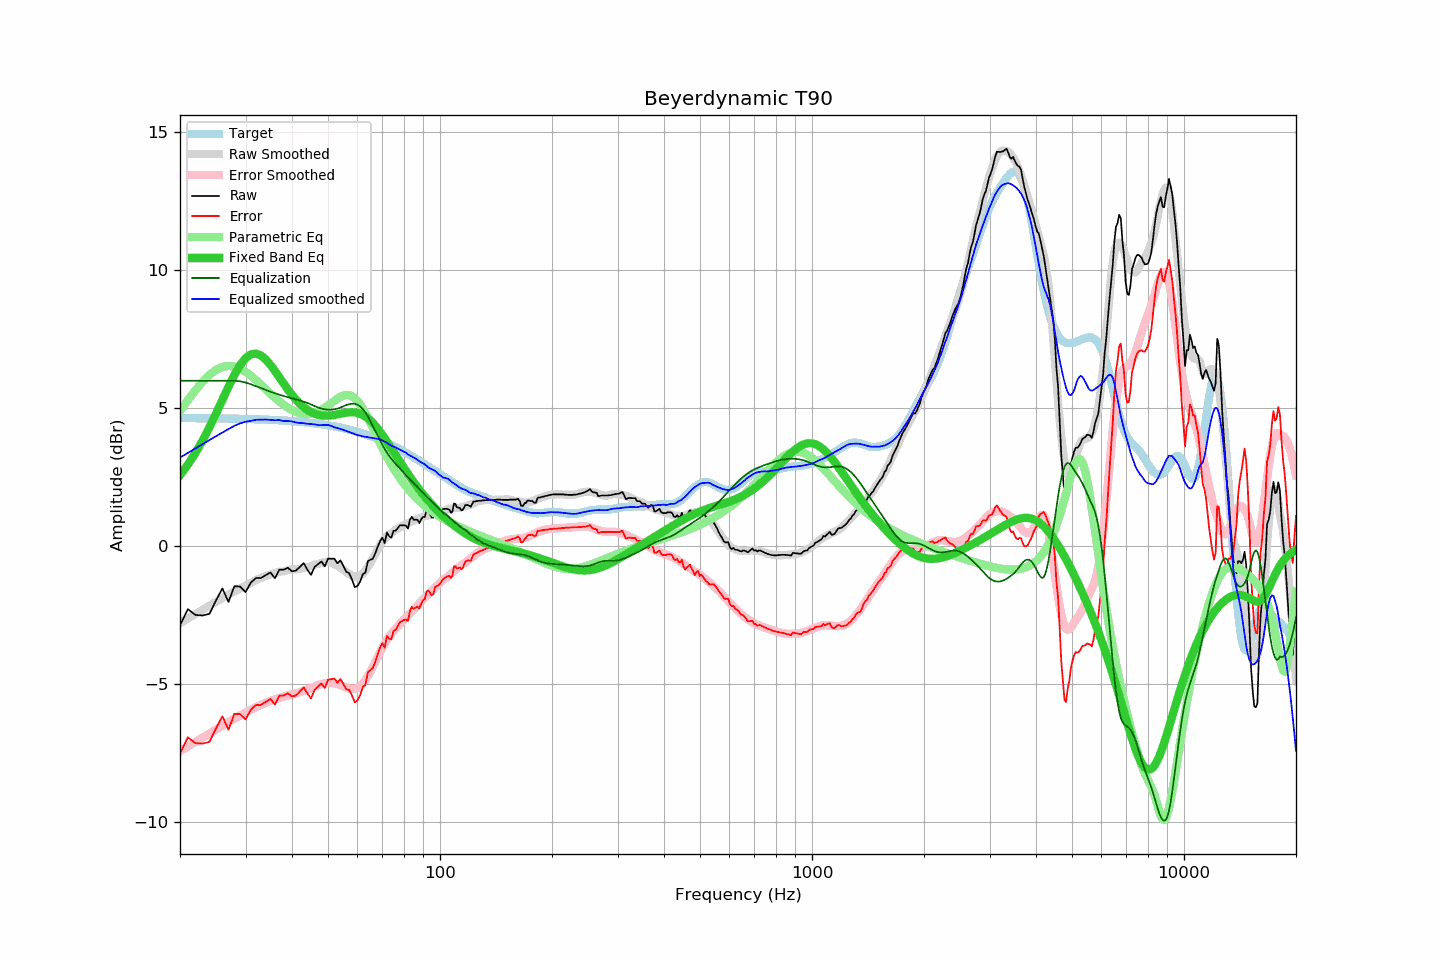 Beyerdynamic T90
15
10
5
0
−5
−10
Amplitude (dBr)
Target
Raw Smoothed
Error Smoothed
Raw
Error
Parametric Eq
Fixed Band Eq
Equalization
Equalized smoothed
100
1000
10000
Frequency (Hz)